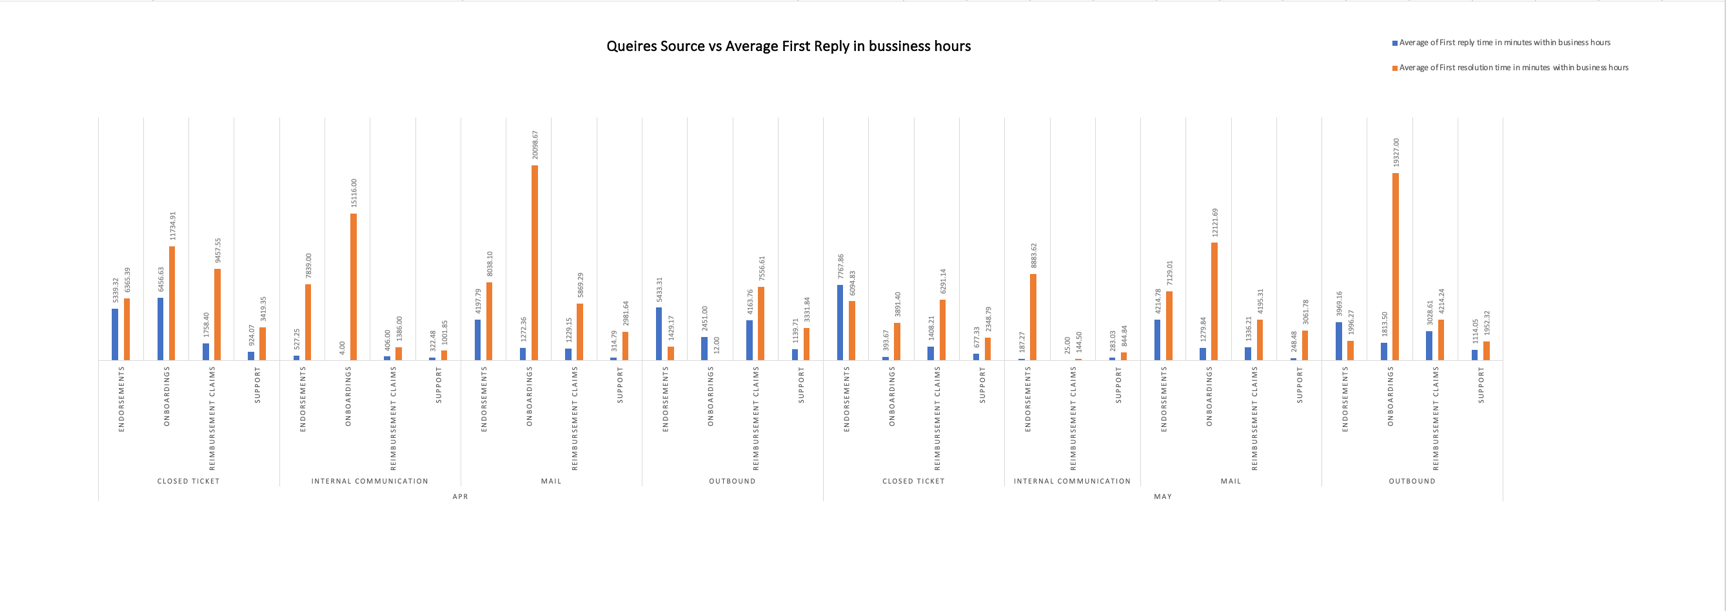 Queires Source vs Average First Reply in bussiness hours
Average of First reply time in minutes within business hours
Average of First resolution time in minutes within business hours
5339.32
6365.39
6456.63
11734.91
1758.40
9457.55
924.07
3419.35
527.25
7839.00
4.00
15116.00
406.00
1386.00
322.48
1001.85
4197.79
8038.10
1272.36
20098.67
1229.15
5869.29
314.79
2981.64
5433.31
1429.17
2451.00
12.00
4163.76
7556.61
1139.71
3331.84
7767.86
6094.83
393.67
3891.40
1408.21
6291.14
677.33
2348.79
187.27
8883.62
25.00
144.50
283.03
844.84
4214.78
7129.01
1279.84
12121.69
1336.21
4195.31
248.48
3061.78
3969.16
1996.27
1813.50
19327.00
3028.61
4214.24
1114.05
1952.32
ENDORSEMENTS
ONBOARDINGS
REIMBURSEMENT CLAIMS
SUPPORT
ENDORSEMENTS
ONBOARDINGS
REIMBURSEMENT CLAIMS
SUPPORT
ENDORSEMENTS
ONBOARDINGS
REIMBURSEMENT CLAIMS
SUPPORT
ENDORSEMENTS
ONBOARDINGS
REIMBURSEMENT CLAIMS
SUPPORT
ENDORSEMENTS
ONBOARDINGS
REIMBURSEMENT CLAIMS
SUPPORT
ENDORSEMENTS
REIMBURSEMENT CLAIMS
SUPPORT
ENDORSEMENTS
ONBOARDINGS
REIMBURSEMENT CLAIMS
SUPPORT
ENDORSEMENTS
ONBOARDINGS
REIMBURSEMENT CLAIMS
SUPPORT
CLOSED TICKET
INTERNAL COMMUNICATION
MAIL
OUTBOUND
CLOSED TICKET
INTERNAL COMMUNICATION
MAIL
OUTBOUND
APR
MAY